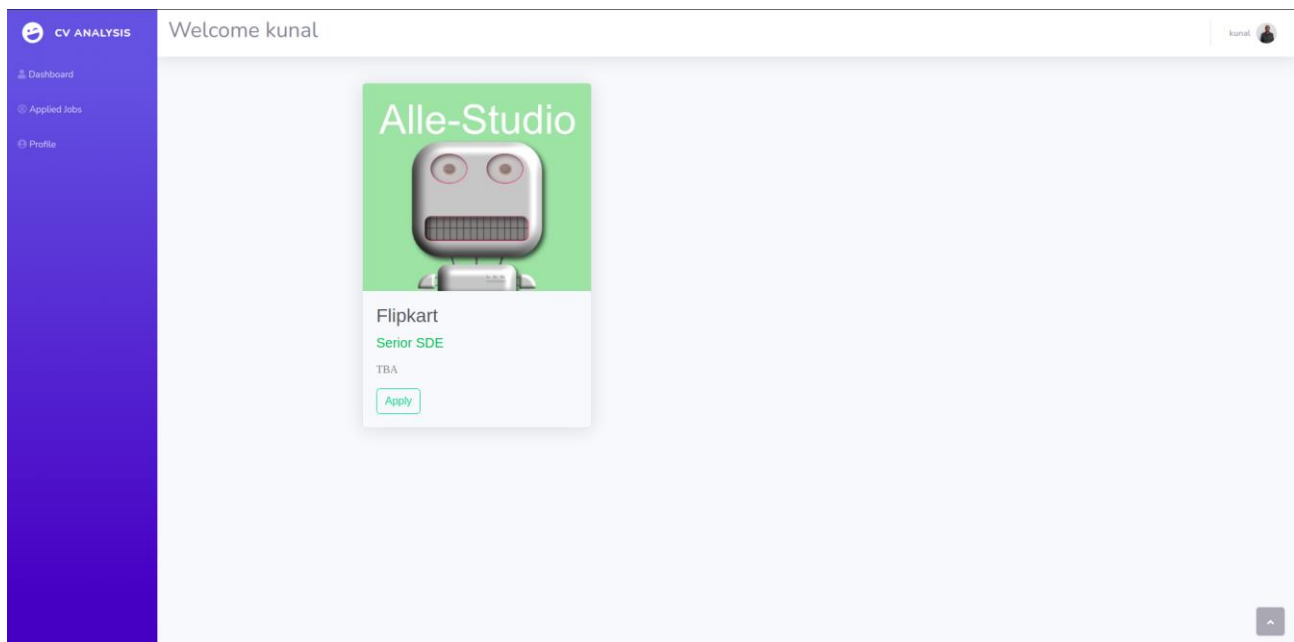 CV ANALYSIS
Welcome kunal
kunal
Dashboard
Applied Jobs
Profile
Alle-Studio
Flipkart
Serior SDE
TBA
Apply